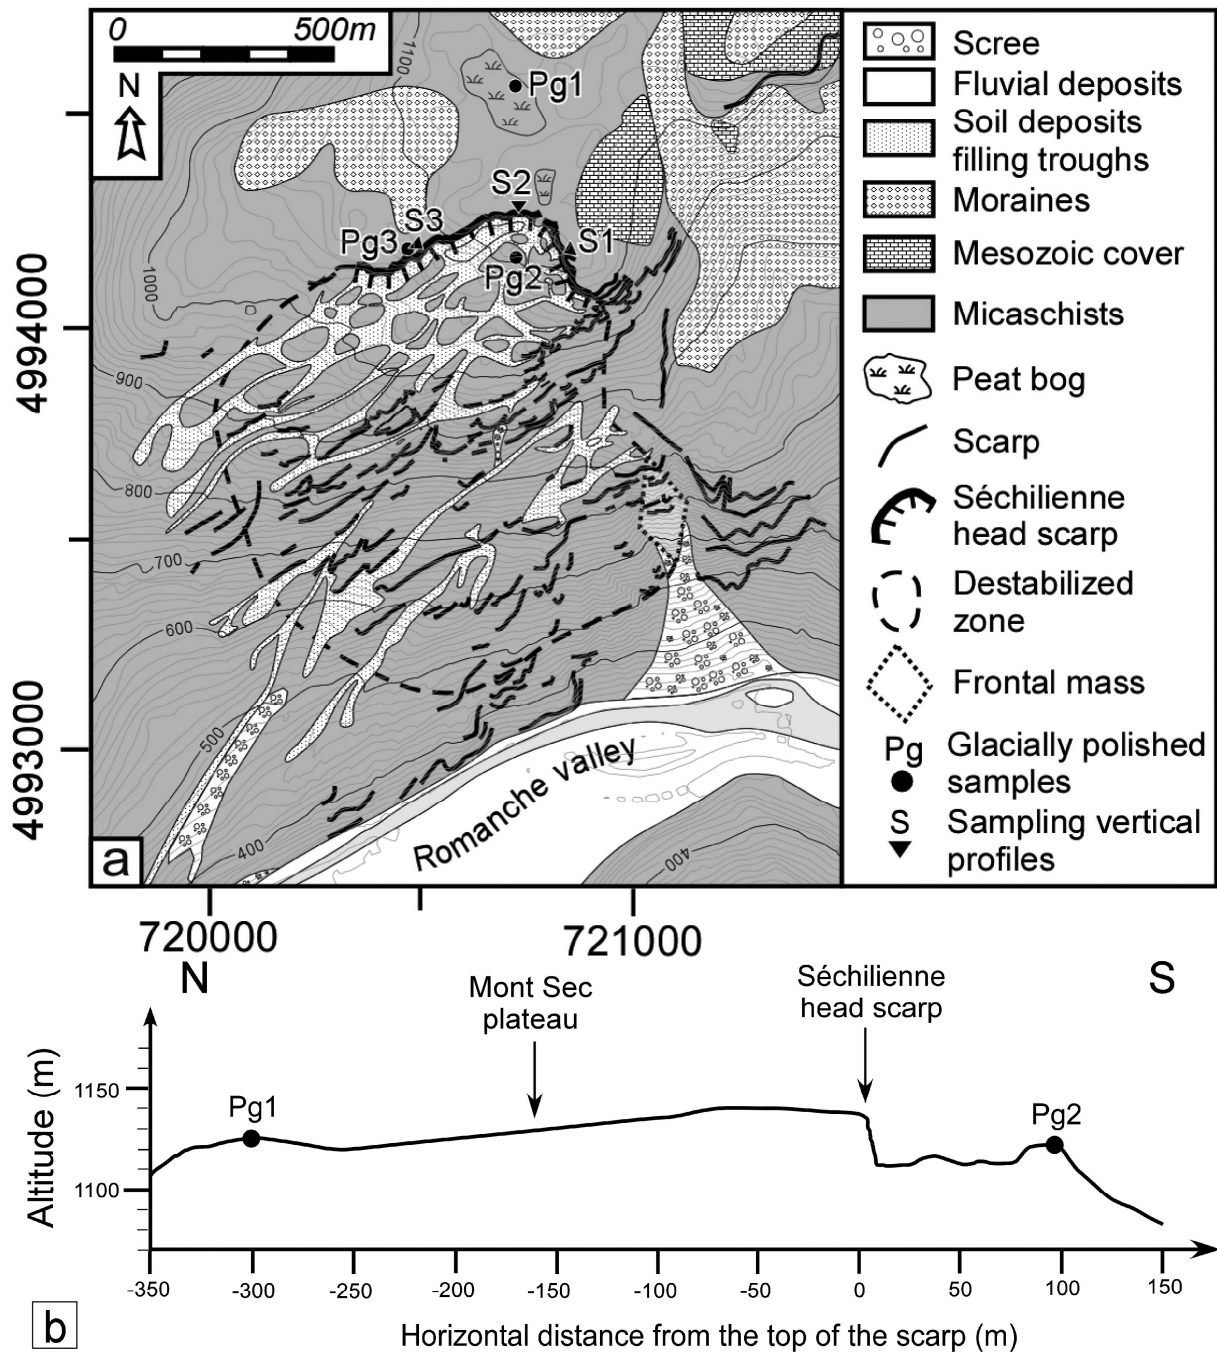 0 500m
N
1100
Pg1
S2
S3
Pg3
S1
Pg2
1000
900
800
700
600
500
400
400
Romanche valley
a
4994000
4993000
720000
721000
Scree
Fluvial deposits
Soil deposits
filling troughs
Moraines
Mesozoic cover
Micaschists
Peat bog
Scarp
Séchilienne
head scarp
Destabilized
zone
Frontal mass
Pg
Glacially polished
samples
S
Sampling vertical
profiles
N
S
Mont Sec
plateau
Séchilienne
head scarp
Altitude (m)
1150
1100
Pg1
Pg2
-350 -300 -250 -200 -150 -100 -50 0 50 100 150
Horizontal distance from the top of the scarp (m)
b